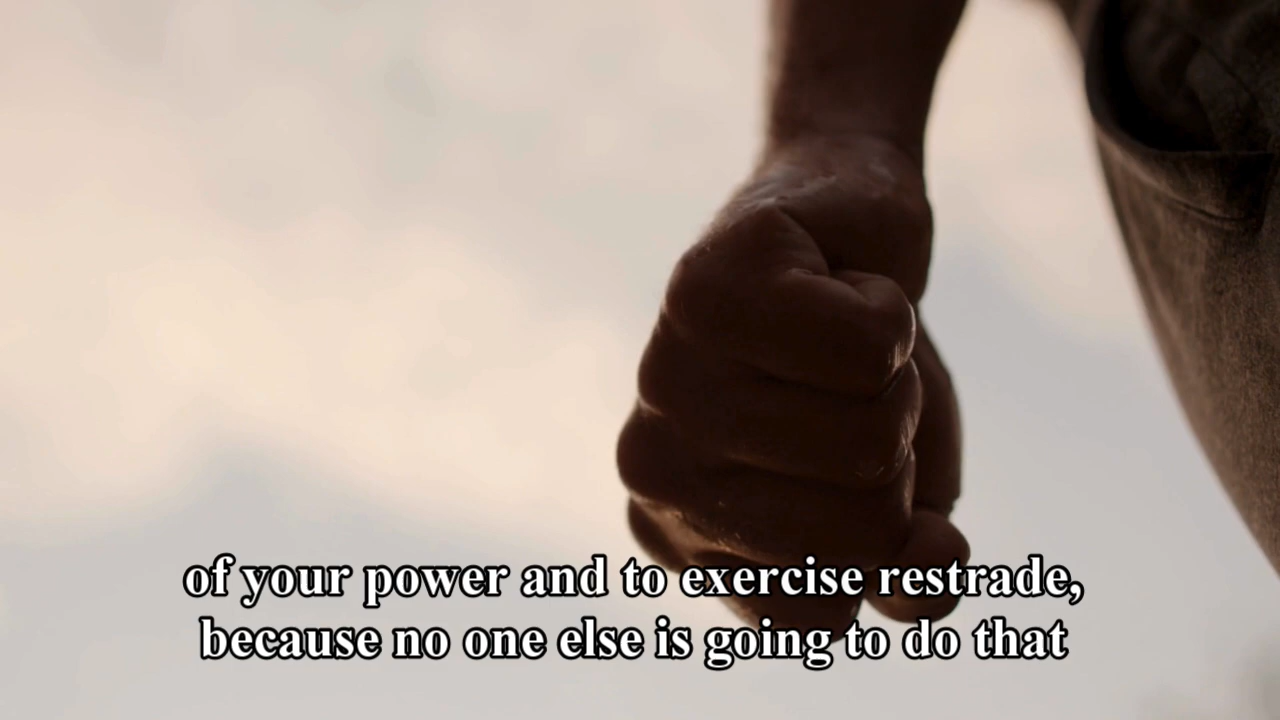 of your power and to exercise restrade,
because no one else is going to do that